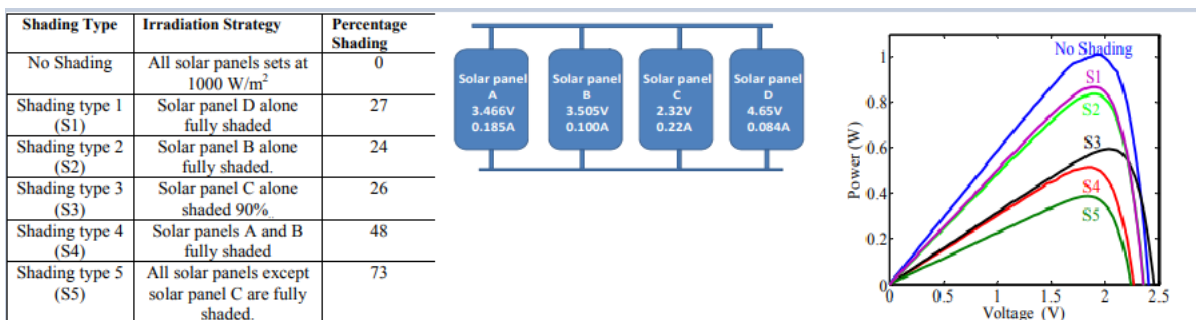 Shading Type
Irradiation Strategy
Percentage
Shading
No Shading
All solar panels sets at
1000 W/m²
0
Shading type 1
(S1)
Solar panel D alone
fully shaded
27
Shading type 2
(S2)
Solar panel B alone
fully shaded.
24
Shading type 3
(S3)
Solar panel C alone
shaded 90%..
26
Shading type 4
(S4)
Solar panels A and B
fully shaded
48
Shading type 5
(S5)
All solar panels except
solar panel C are fully
shaded.
73
Solar panel
A
3.466V
0.185A
Solar panel
B
3.505V
0.100A
Solar panel
C
2.32V
0.22A
Solar panel
D
4.65V
0.084A
No Shading
S1
S2
S3
S4
S5
Power (W)
1
0.8
0.6
0.4
0.2
0
0
0.5
1
1.5
2
2.5
Voltage (V)